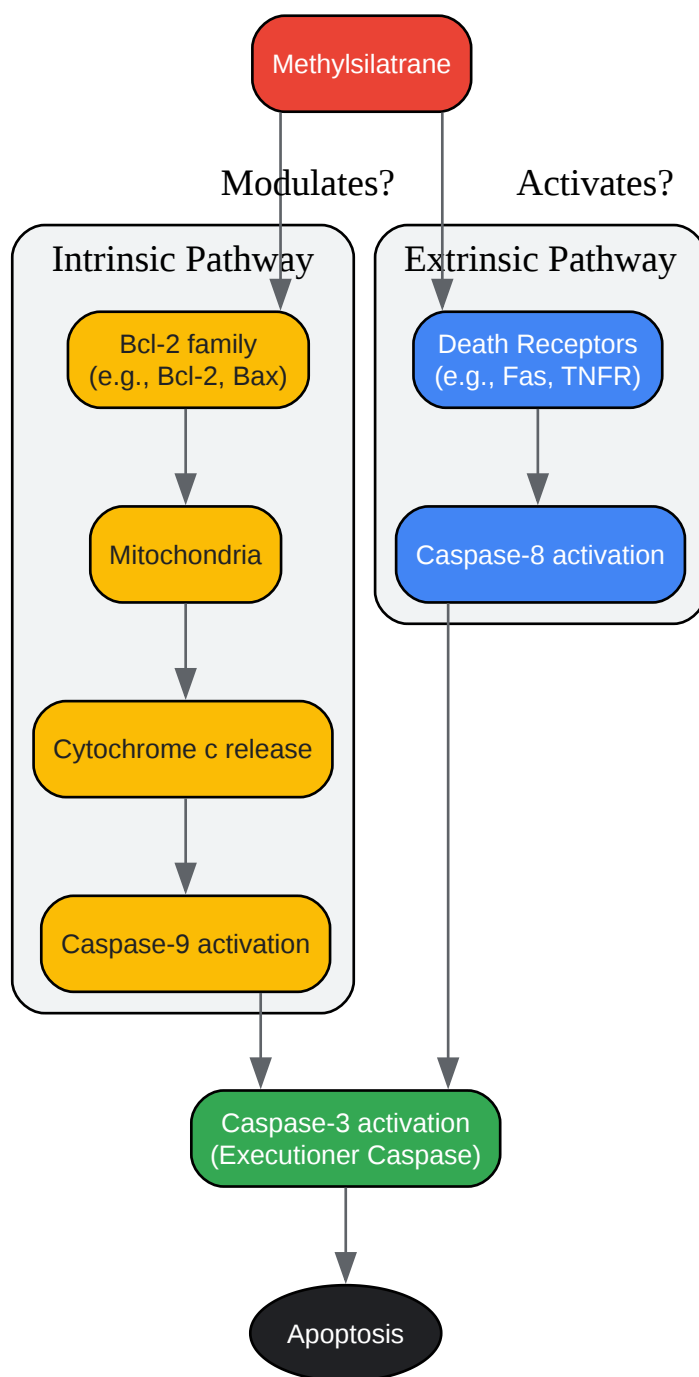 Methylsilatrane
Modulates?
Activates?
Intrinsic Pathway
Extrinsic Pathway
Bcl-2 family
(e.g., Bcl-2, Bax)
Death Receptors
(e.g., Fas, TNFR)
Mitochondria
Caspase-8 activation
Cytochrome c release
Caspase-9 activation
Caspase-3 activation
(Executioner Caspase)
Apoptosis